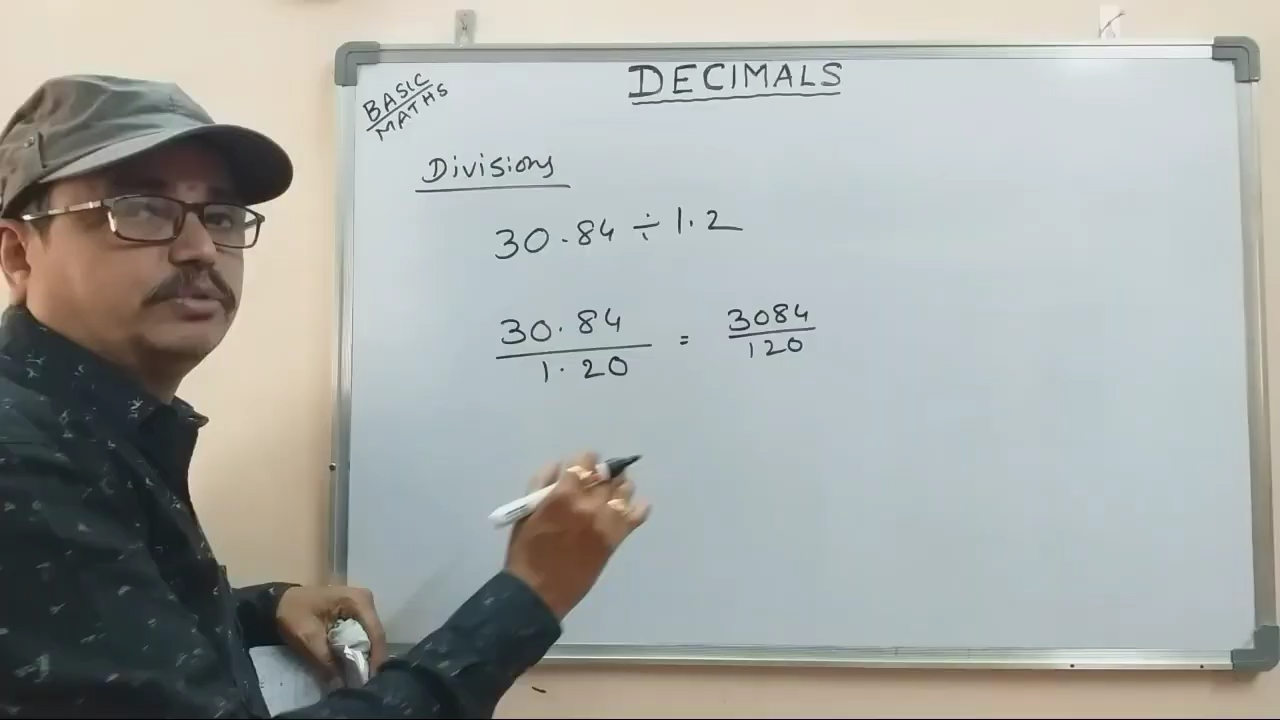 DECIMALS
BASIC
MATHS
Divisions
30.84 ÷ 1.2
30.84 = 3084
1.20 120